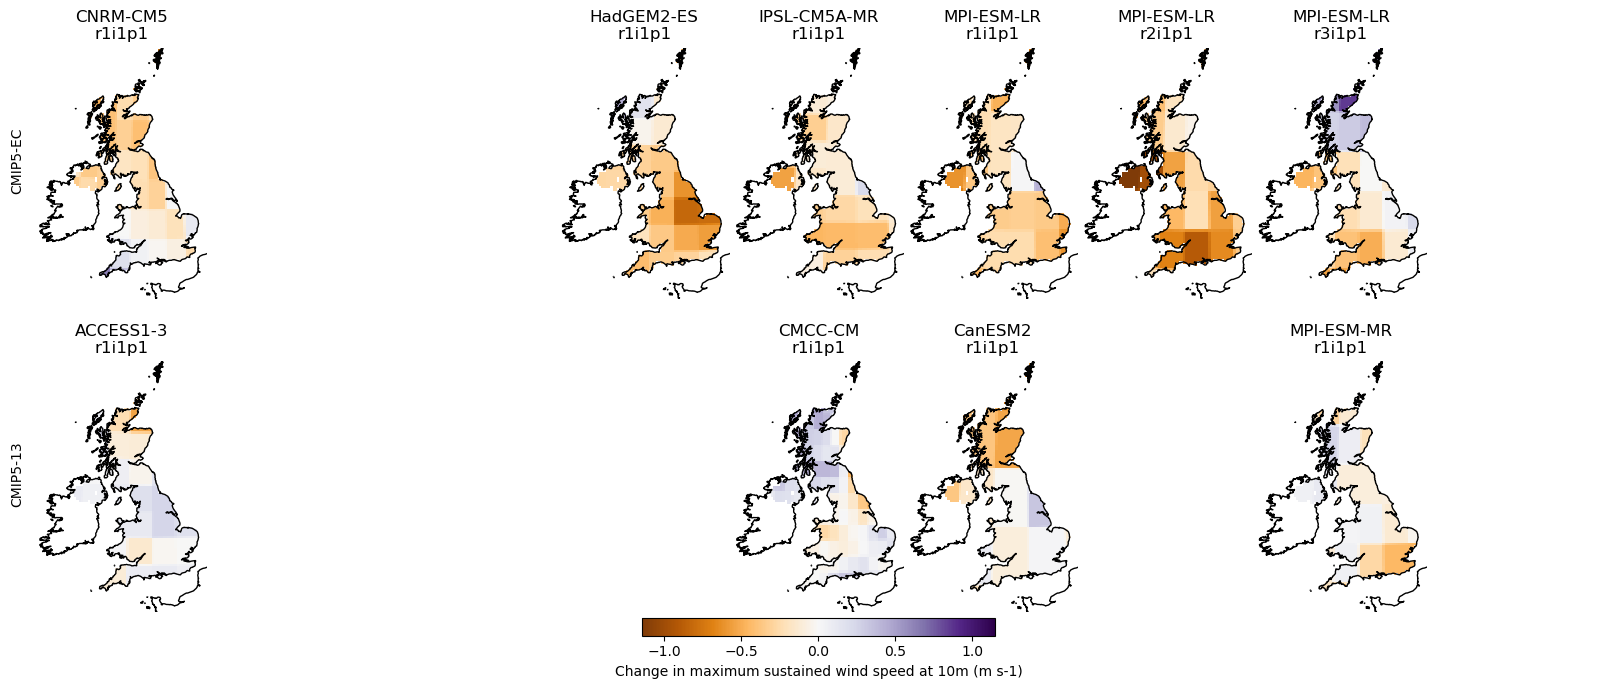 CNRM-CM5
r1i1p1
HadGEM2-ES
r1i1p1
IPSL-CM5A-MR
r1i1p1
MPI-ESM-LR
r1i1p1
MPI-ESM-LR
r2i1p1
MPI-ESM-LR
r3i1p1
CMIP5-EC
ACCESS1-3
r1i1p1
CMCC-CM
r1i1p1
CanESM2
r1i1p1
MPI-ESM-MR
r1i1p1
CMIP5-13
−1.0 −0.5 0.0 0.5 1.0
Change in maximum sustained wind speed at 10m (m s-1)